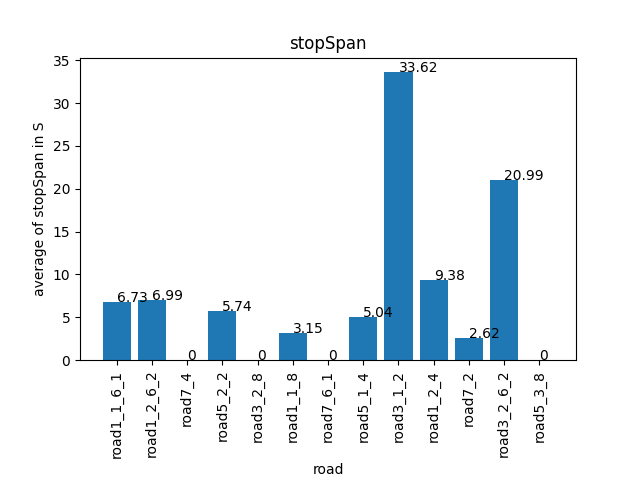 stopSpan
average of stopSpan in S
35
30
25
20
15
10
5
0
6.73
6.99
0
5.74
0
3.15
0
5.04
33.62
9.38
2.62
20.99
0
road1_1_6_1
road1_2_6_2
road7_4
road5_2_2
road3_2_8
road1_1_8
road7_6_1
road5_1_4
road3_1_2
road1_2_4
road7_2
road3_2_6_2
road5_3_8
road